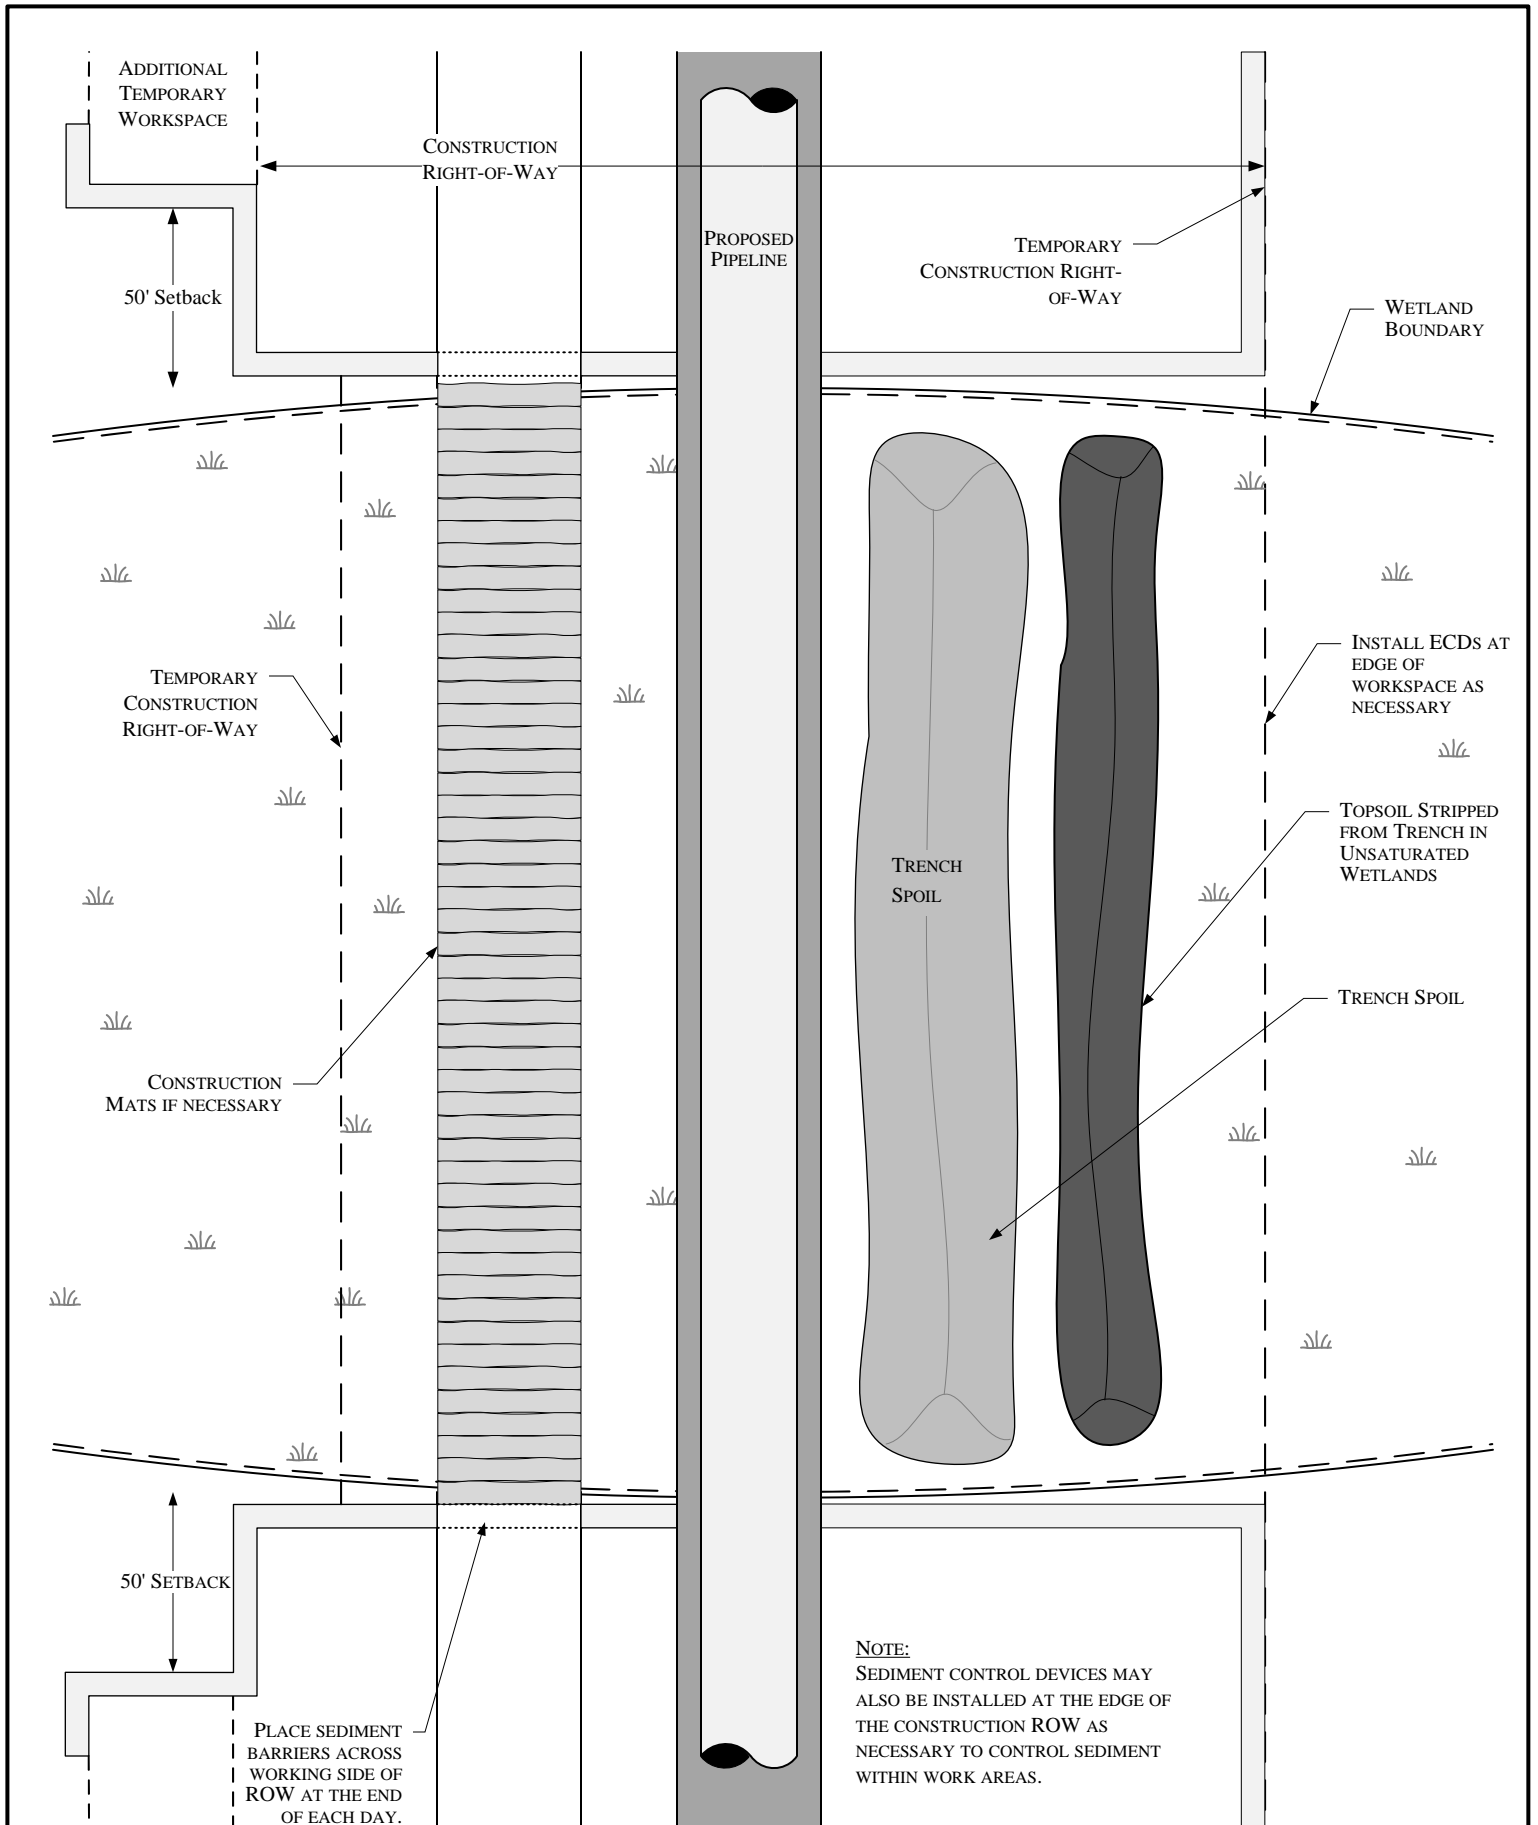 ADDITIONAL
TEMPORARY
WORKSPACE
CONSTRUCTION
RIGHT-OF-WAY
PROPOSED
PIPELINE
TEMPORARY
CONSTRUCTION RIGHT-
OF-WAY
50' Setback
WETLAND
BOUNDARY
INSTALL ECDS AT
EDGE OF
WORKSPACE AS
NECESSARY
TEMPORARY
CONSTRUCTION
RIGHT-OF-WAY
TOPSOIL STRIPPED
FROM TRENCH IN
UNSATURATED
WETLANDS
TRENCH
SPOIL
TRENCH SPOIL
CONSTRUCTION
MATS IF NECESSARY
50' SETBACK
NOTE:
SEDIMENT CONTROL DEVICES MAY
ALSO BE INSTALLED AT THE EDGE OF
THE CONSTRUCTION ROW AS
NECESSARY TO CONTROL SEDIMENT
WITHIN WORK AREAS.
PLACE SEDIMENT
BARRIERS ACROSS
WORKING SIDE OF
ROW AT THE END
OF EACH DAY.